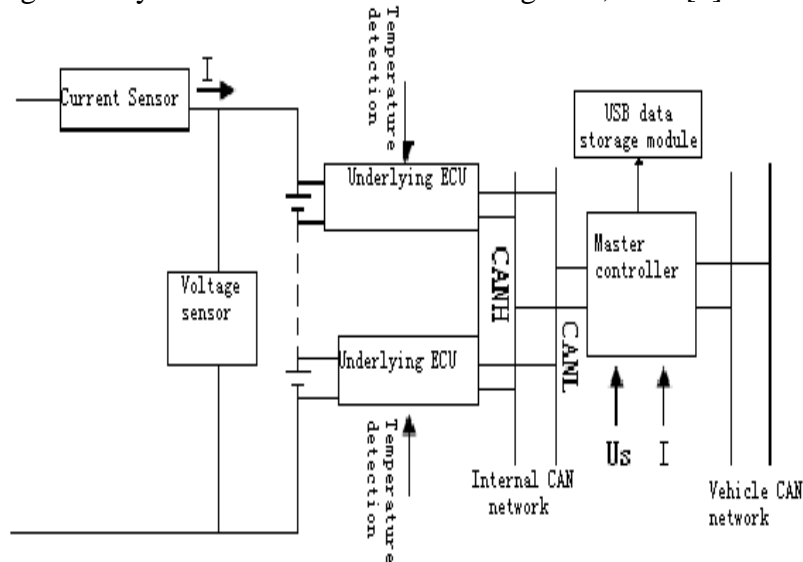 I
Current Sensor
Temperature
detection
USB data
storage module
Underlying ECU
Master
controller
CANH
Voltage
sensor
Underlying ECU
CANL
Us I
Temperature
detection
Internal CAN
network
Vehicle CAN
network